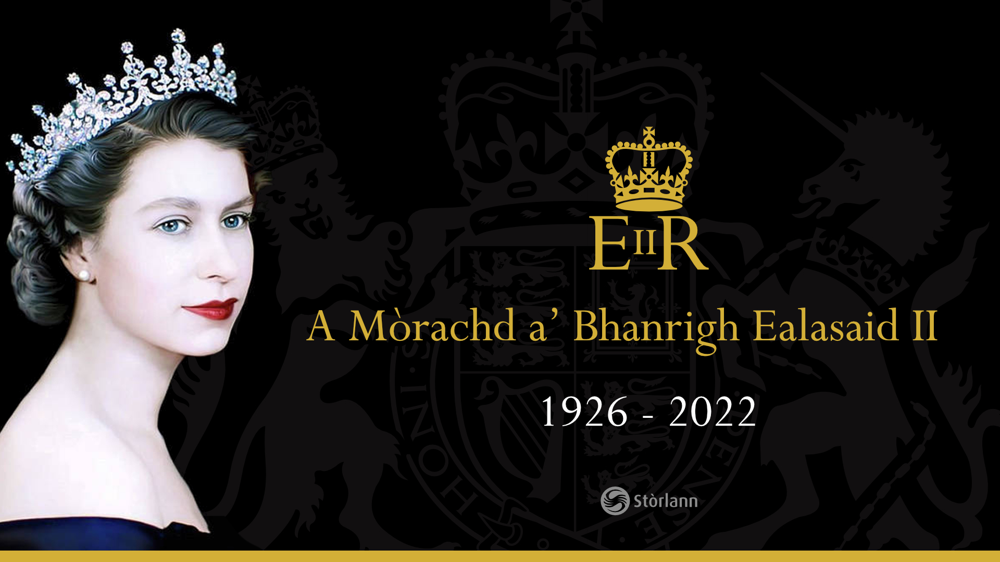 EIIR
A Mòrachd a’ Bhanrigh Ealasaid II
1926 - 2022
Stòrlann